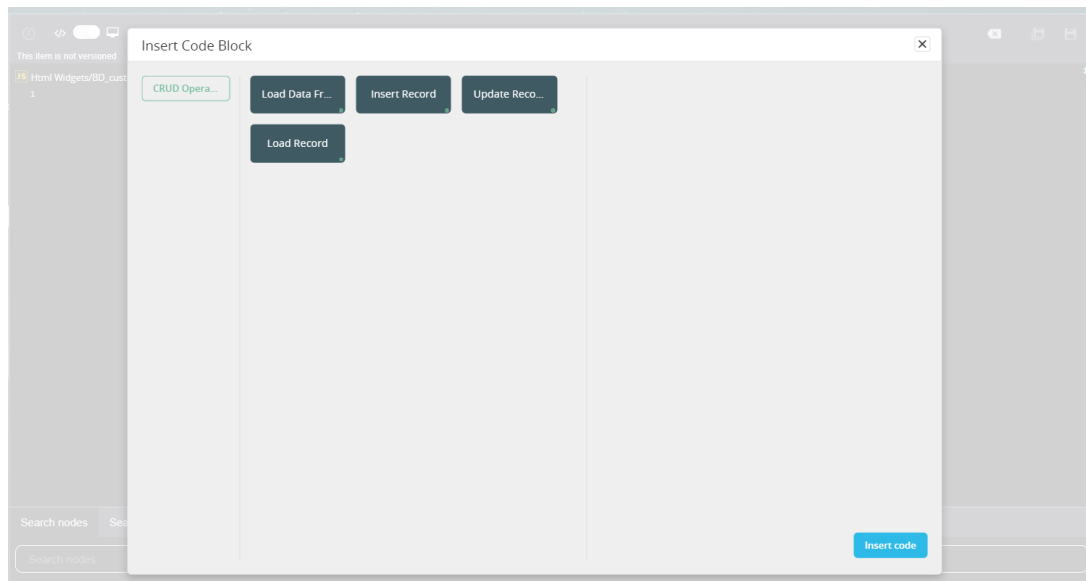 Insert Code Block
This item is not versioned
JS Html Widgets/BD_cust
1
CRUD Opera...
Load Data Fr...
Insert Record
Update Reco...
Load Record
Search nodes
Sea
Search nodes
Insert code